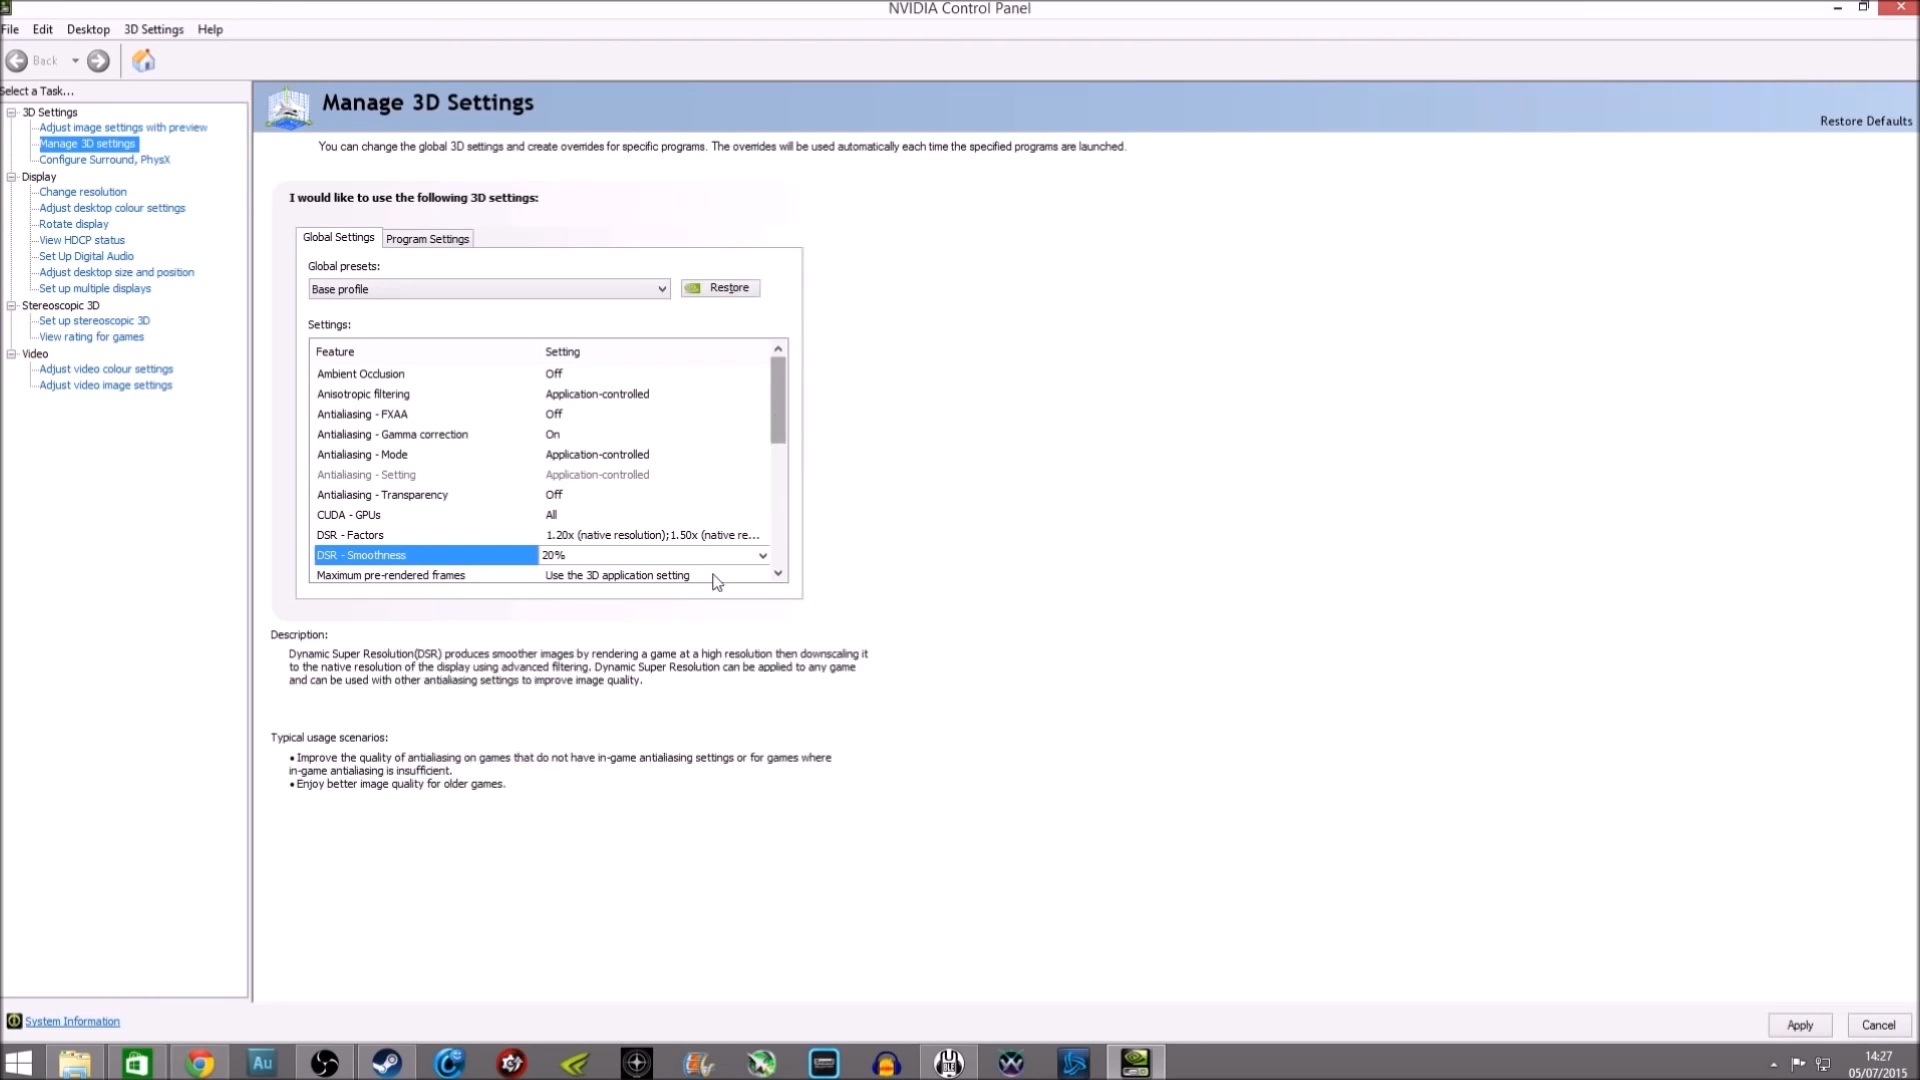 NVIDIA Control Panel
File Edit Desktop 3D Settings Help
Back
Select a Task...
3D Settings
Adjust image settings with preview
Manage 3D settings
Configure Surround, PhysX
Display
Change resolution
Adjust desktop colour settings
Rotate display
View HDCP status
Set Up Digital Audio
Adjust desktop size and position
Set up multiple displays
Stereoscopic 3D
Set up stereoscopic 3D
View rating for games
Video
Adjust video colour settings
Adjust video image settings
Manage 3D Settings
Restore Defaults
You can change the global 3D settings and create overrides for specific programs. The overrides will be used automatically each time the specified programs are launched.
I would like to use the following 3D settings:
Global Settings Program Settings
Global presets:
Base profile Restore
Settings:
Feature Setting
Ambient Occlusion Off
Anisotropic filtering Application-controlled
Antialiasing - FXAA Off
Antialiasing - Gamma correction On
Antialiasing - Mode Application-controlled
Antialiasing - Setting Application-controlled
Antialiasing - Transparency Off
CUDA - GPUs All
DSR - Factors 1.20x (native resolution);1.50x (native re...
DSR - Smoothness 20%
Maximum pre-rendered frames Use the 3D application setting
Description:
Dynamic Super Resolution(DSR) produces smoother images by rendering a game at a high resolution then downscaling it
to the native resolution of the display using advanced filtering. Dynamic Super Resolution can be applied to any game
and can be used with other antialiasing settings to improve image quality.
Typical usage scenarios:
• Improve the quality of antialiasing on games that do not have in-game antialiasing settings or for games where
in-game antialiasing is insufficient.
• Enjoy better image quality for older games.
System Information
Apply Cancel
Au
14:27
05/07/2015